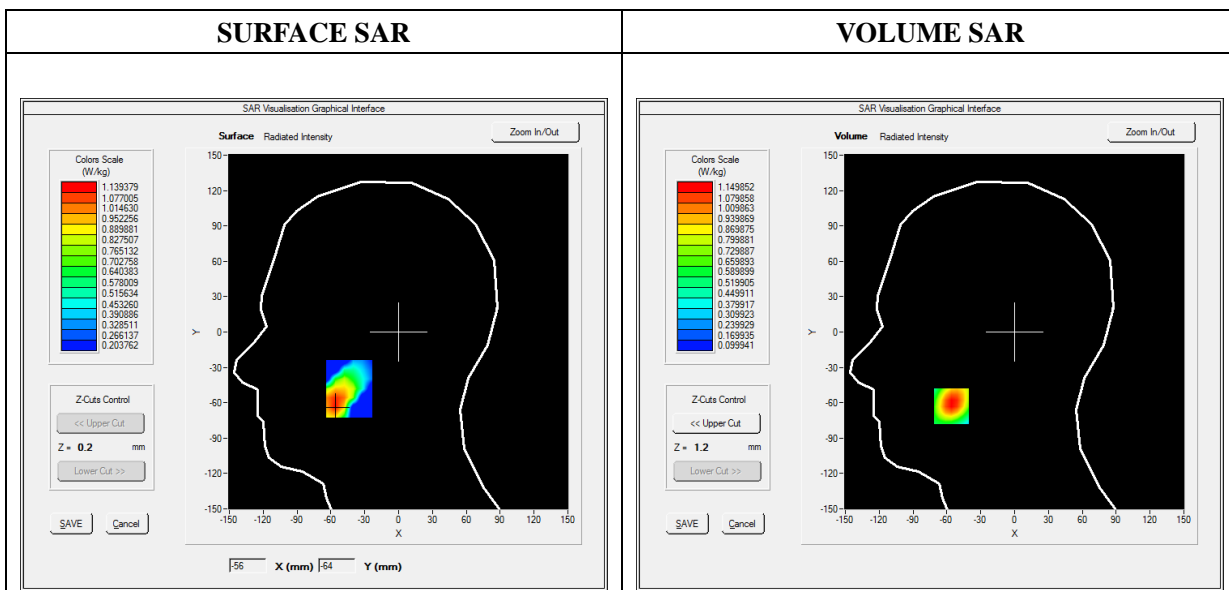 SURFACE SAR
VOLUME SAR
SAR Visualisation Graphical Interface
Surface Radiated Intensity
Zoom In/Out
Colors Scale
(W/kg)
1.139379
1.077005
1.014630
0.952256
0.889881
0.827507
0.765132
0.702758
0.640383
0.578009
0.515634
0.453260
0.390886
0.328511
0.266137
0.203762
Z-Cuts Control
<< Upper Cut
Z = 0.2 mm
Lower Cut >>
SAVE Cancel
150
120
90
60
30
Y 0
-30
-60
-90
-120
-150
-150 -120 -90 -60 -30 0 30 60 90 120 150
X
-56 X (mm) -64 Y (mm)
SAR Visualisation Graphical Interface
Volume Radiated Intensity
Zoom In/Out
Colors Scale
(W/kg)
1.149852
1.079858
1.009863
0.939869
0.869875
0.799881
0.729887
0.659893
0.589899
0.519905
0.449911
0.379917
0.309923
0.239929
0.169935
0.099941
Z-Cuts Control
<< Upper Cut
Z = 1.2 mm
Lower Cut >>
SAVE Cancel
150
120
90
60
30
Y 0
-30
-60
-90
-120
-150
-150 -120 -90 -60 -30 0 30 60 90 120 150
X